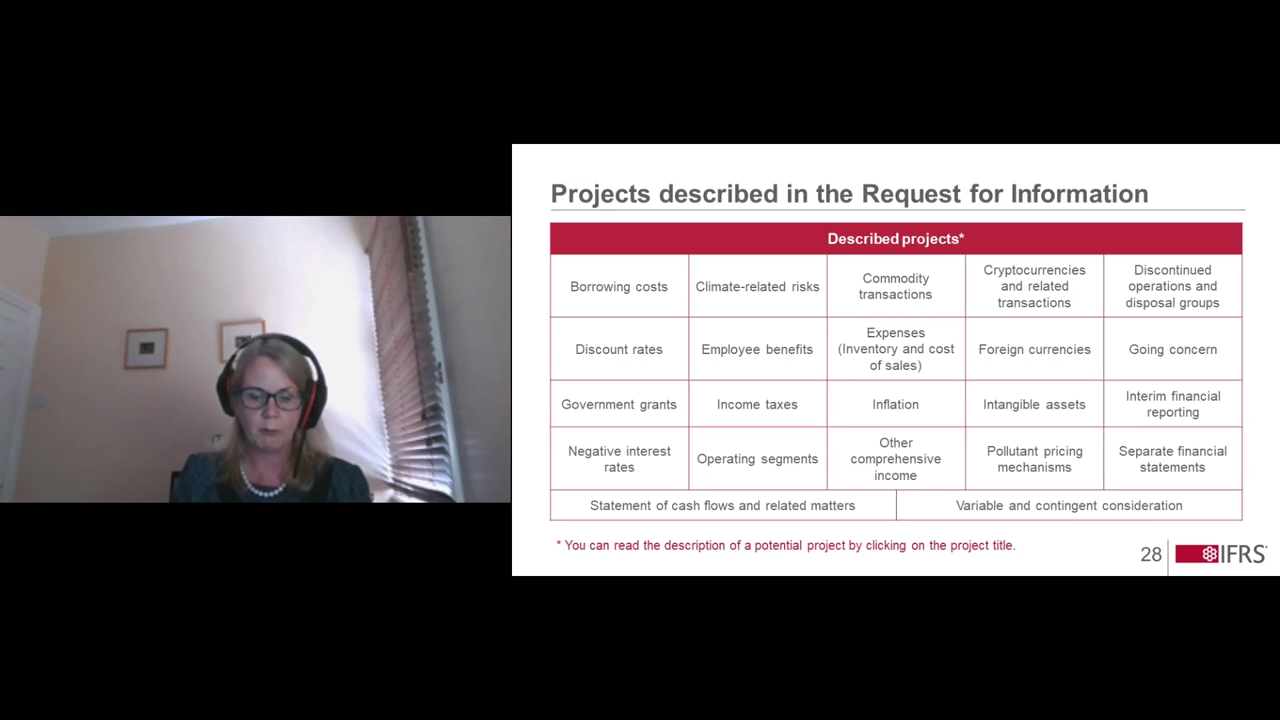 Projects described in the Request for Information
Described projects*
Borrowing costs
Climate-related risks
Commodity
transactions
Cryptocurrencies
and related
transactions
Discontinued
operations and
disposal groups
Discount rates
Employee benefits
Expenses
(Inventory and cost
of sales)
Foreign currencies
Going concern
Government grants
Income taxes
Inflation
Intangible assets
Interim financial
reporting
Negative interest
rates
Operating segments
Other
comprehensive
income
Pollutant pricing
mechanisms
Separate financial
statements
Statement of cash flows and related matters
Variable and contingent consideration
* You can read the description of a potential project by clicking on the project title.
28
IFRS